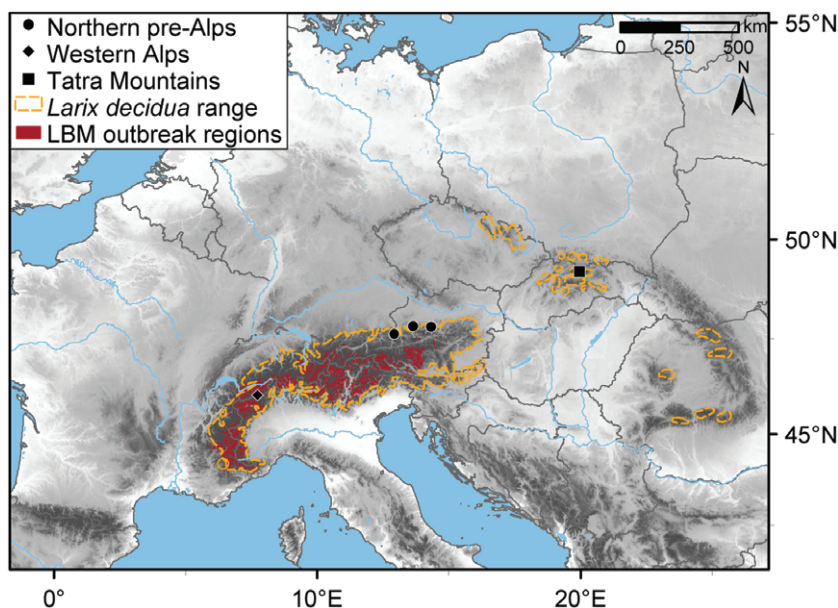 Northern pre-Alps
Western Alps
Tatra Mountains
Larix decidua range
LBM outbreak regions
0 250 500 km
N
55°N
50°N
45°N
0° 10°E 20°E